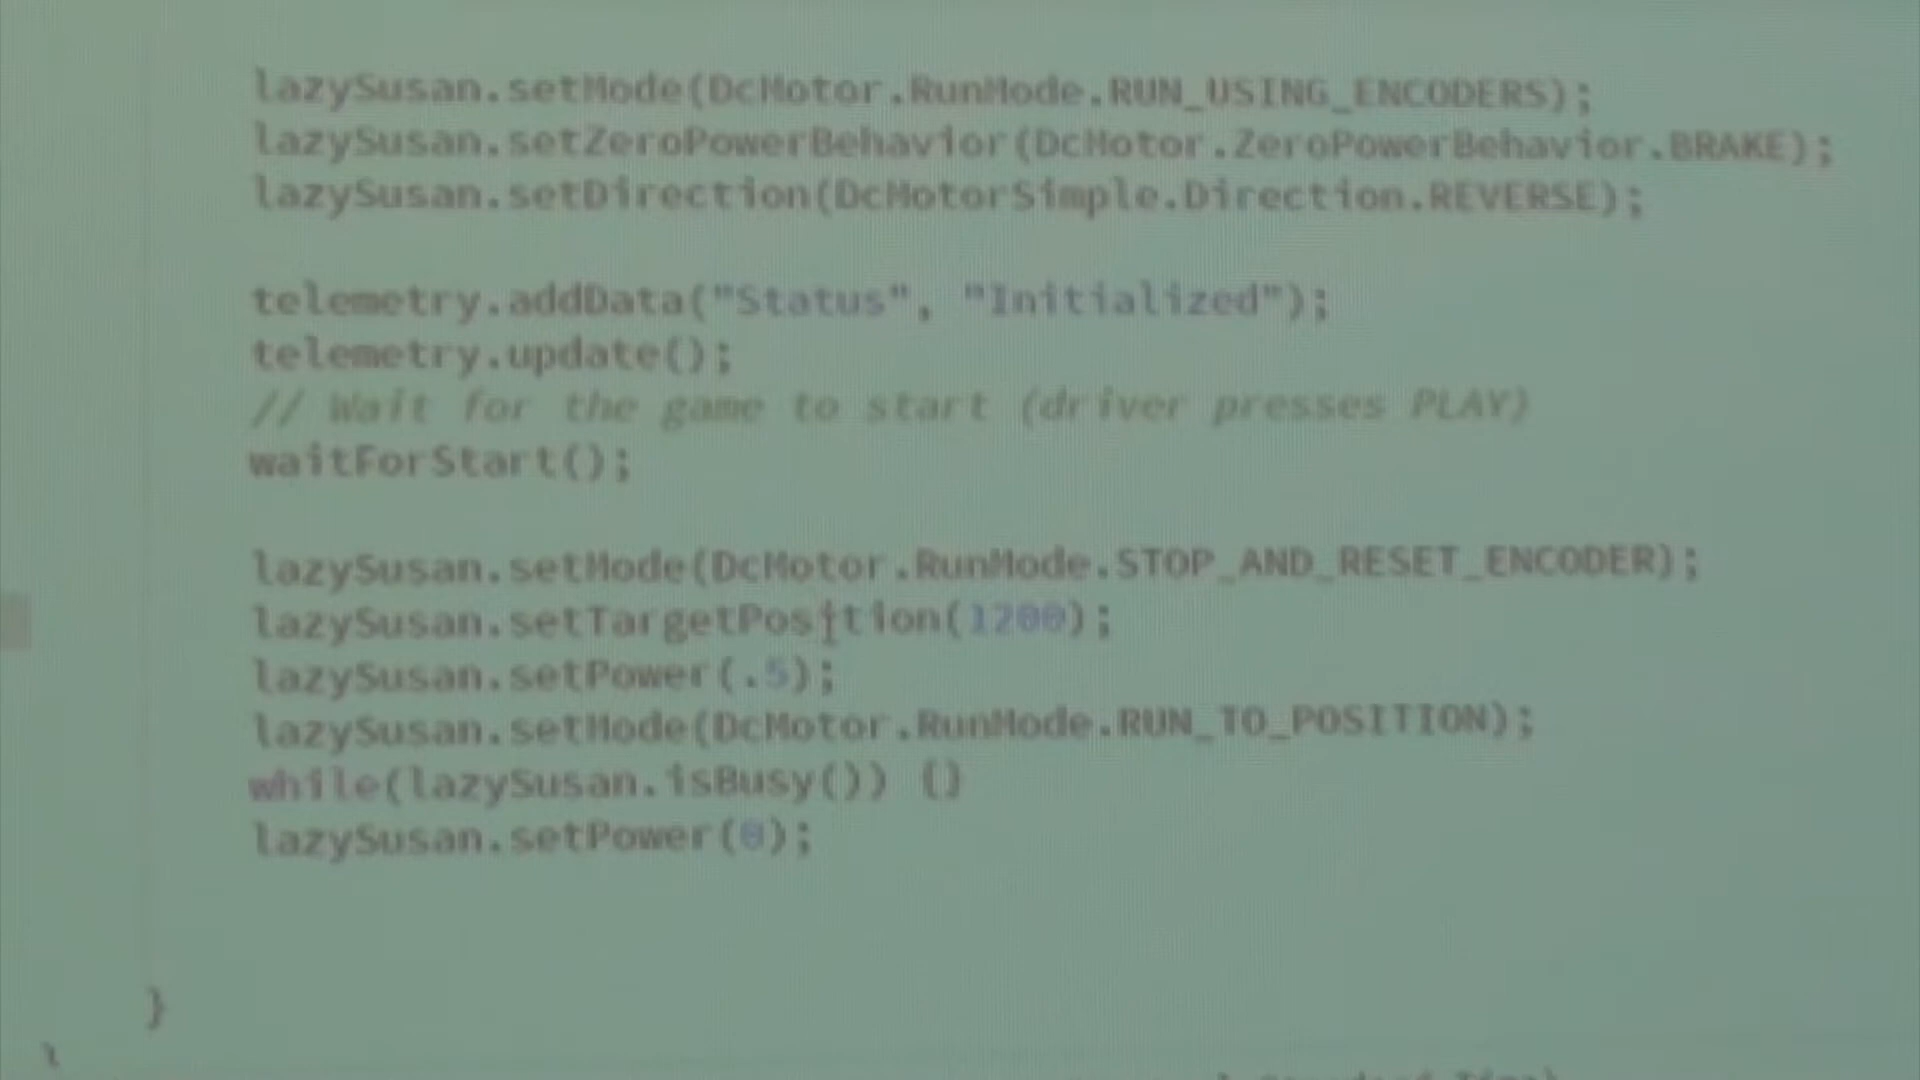 lazySusan.setMode(DcMotor.RunMode.RUN_USING_ENCODERS);
lazySusan.setZeroPowerBehavior(DcMotor.ZeroPowerBehavior.BRAKE);
lazySusan.setDirection(DcMotorSimple.Direction.REVERSE);
telemetry.addData("Status", "Initialized");
telemetry.update();
// Wait for the game to start (driver presses PLAY)
waitForStart();
lazySusan.setMode(DcMotor.RunMode.STOP_AND_RESET_ENCODER);
lazySusan.setTargetPosition(1200);
lazySusan.setPower(.5);
lazySusan.setMode(DcMotor.RunMode.RUN_TO_POSITION);
while(lazySusan.isBusy()) {}
lazySusan.setPower(0);
}
}